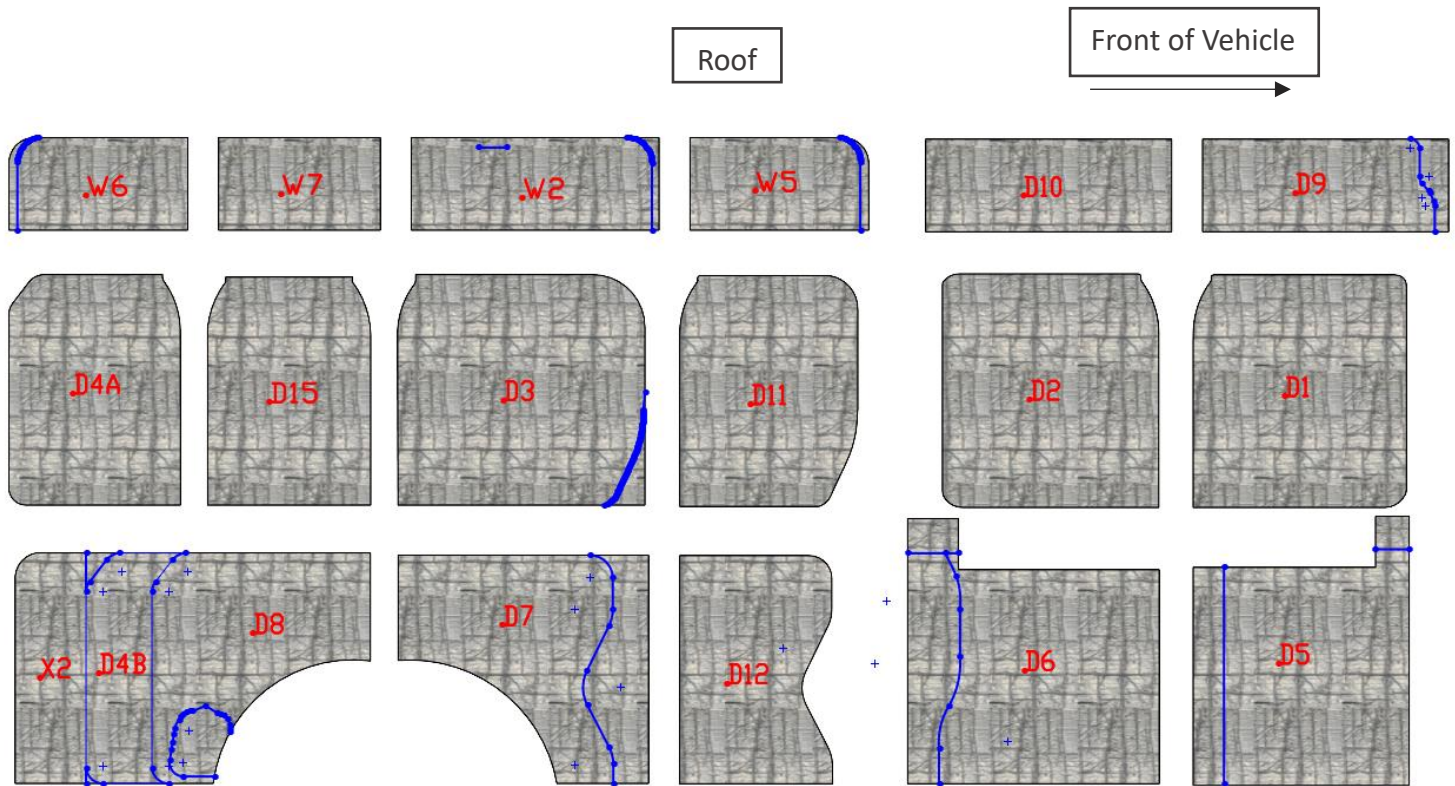 Roof
Front of Vehicle
W6
W7
W2
W5
D10
D9
D4A
D15
D3
D11
D2
D1
X2
D4B
D8
D7
D12
D6
D5